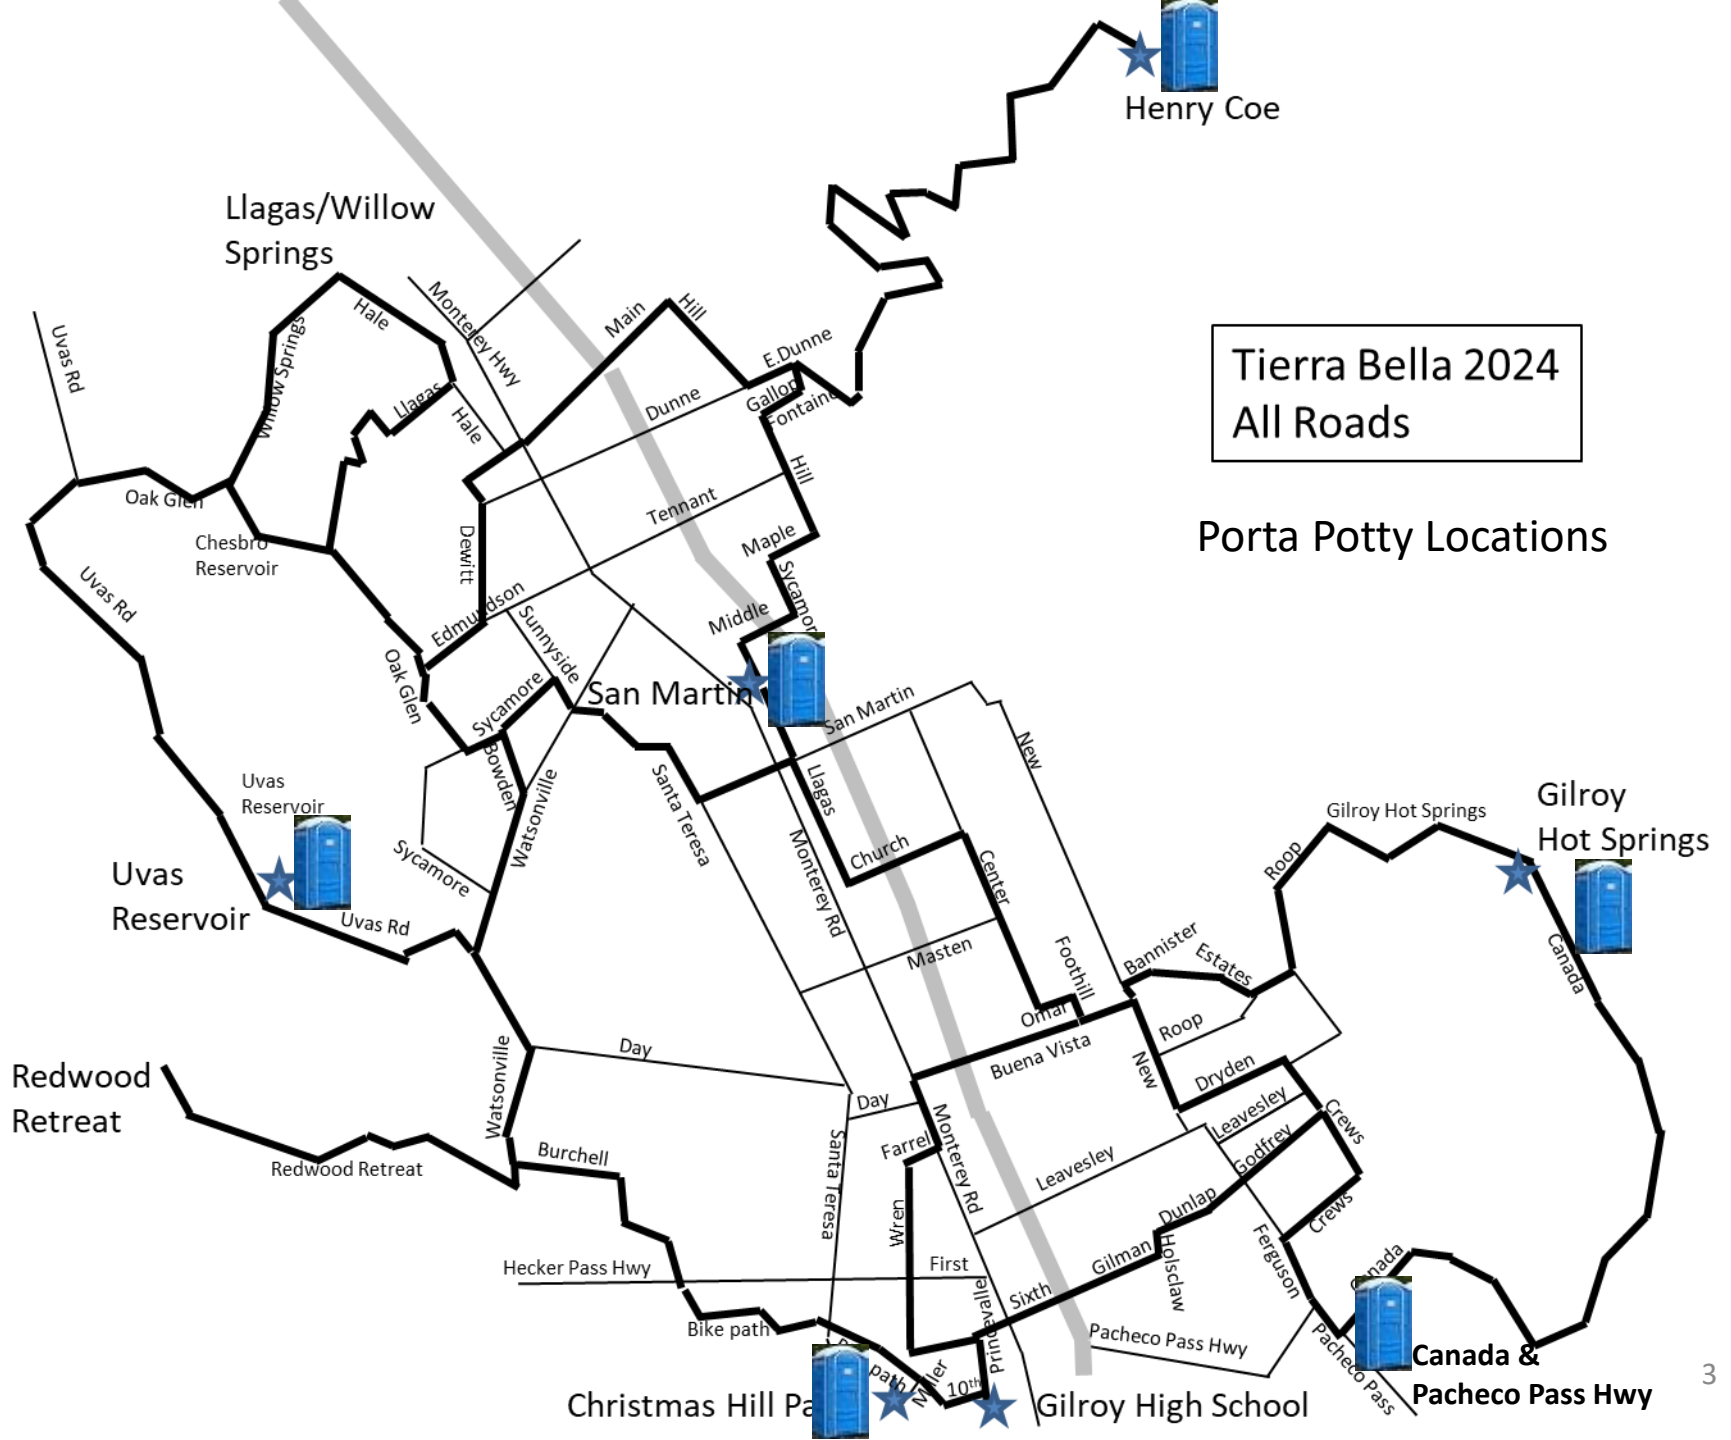 Henry Coe
Llagas/Willow
Springs
Monterey Hwy
Hale
Main
Hill
Uvas Rd
Willow Springs
E.Dunne
Tierra Bella 2024
All Roads
Llagas
Hale
Dunne
Gallop
Fontaine
Hill
Oak Glen
Tennant
Porta Potty Locations
Chesbro
Reservoir
Dewitt
Maple
Uvas Rd
Edmundson
Sunnyside
Middle
Oak Glen
Sycamore
San Martin
San Martin
Bowden
Santa Teresa
New
Watsonville
Llagas
Uvas
Reservoir
Gilroy
Hot Springs
Gilroy Hot Springs
Monterey Rd
Church
Roop
Sycamore
Center
Uvas
Reservoir
Uvas Rd
Masten
Foothill
Bannister
Estates
Canada
Omar
Roop
Day
Buena Vista
New
Redwood
Retreat
Watsonville
Dryden
Day
Monterey Rd
Leavesley
Crews
Farrel
Santa Teresa
Burchell
Godfrey
Redwood Retreat
Leavesley
Wren
Dunlap
Crews
Hecker Pass Hwy
First
Gilman
Holsclaw
Ferguson
Sixth
Princevalle
Bike path
Pacheco Pass Hwy
Pacheco Pass
path
Miller
10th
Canada &
Pacheco Pass Hwy
3
Christmas Hill
Gilroy High School